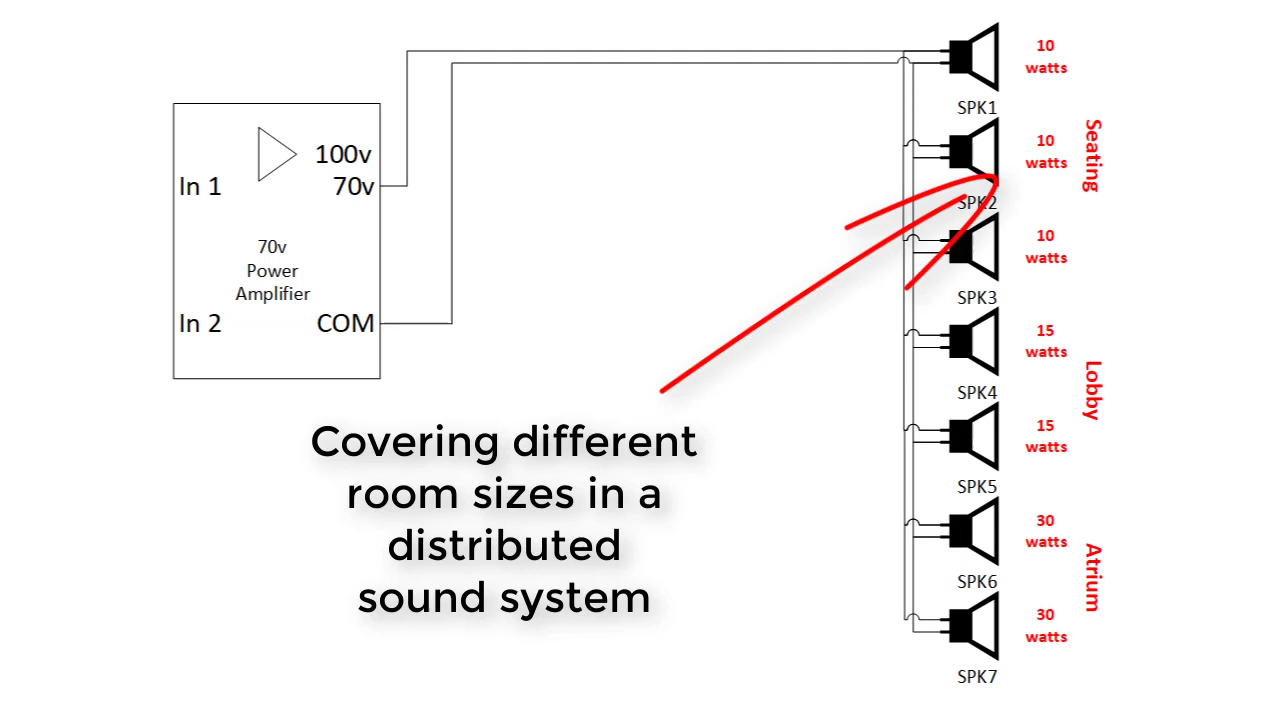 100v
In 1
70v
70v
Power
Amplifier
In 2
COM
Covering different
room sizes in a
distributed
sound system
10
watts
SPK1
10
watts
SPK2
10
watts
SPK3
Seating
15
watts
SPK4
15
watts
SPK5
Lobby
30
watts
SPK6
30
watts
SPK7
Atrium